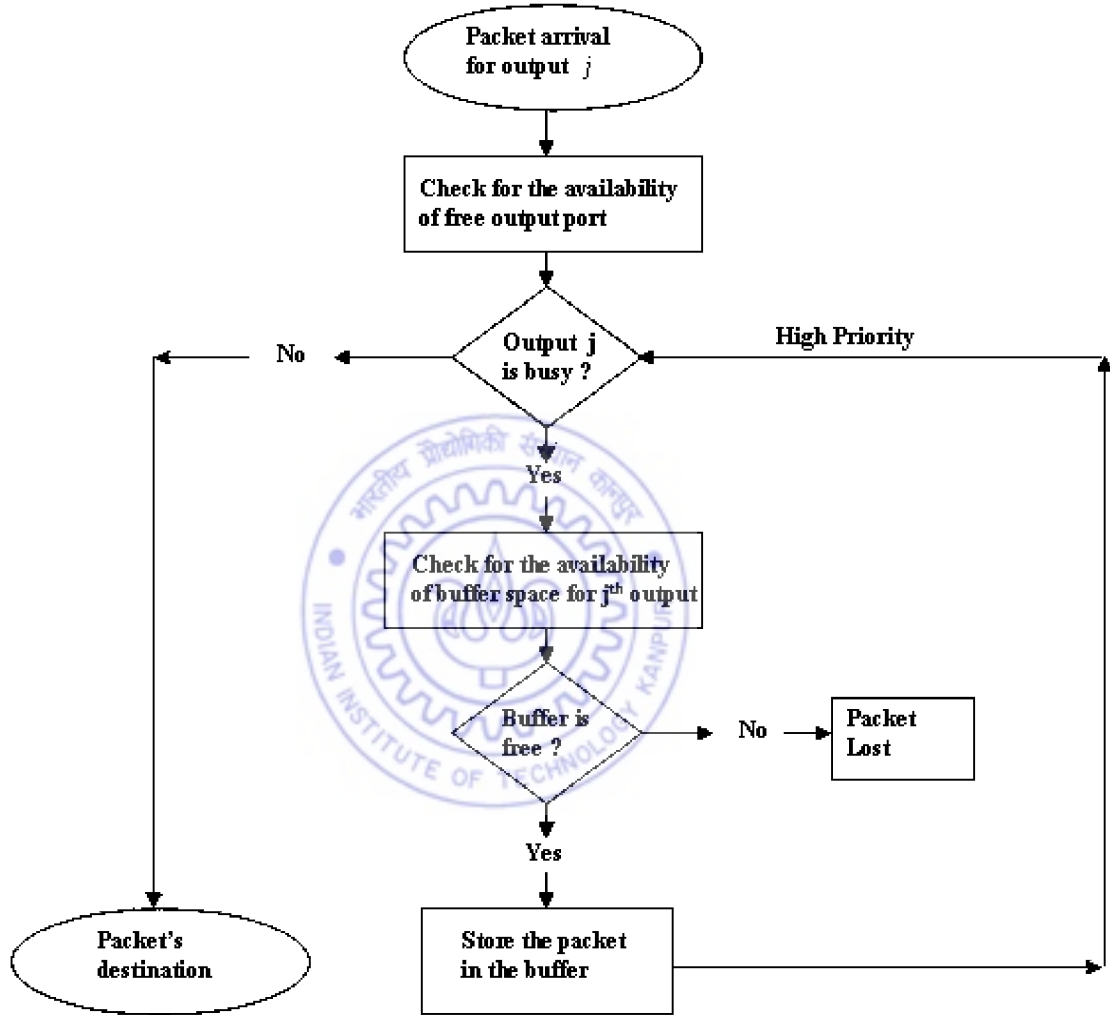 Packet arrival
for output j
Check for the availability
of free output port
Output j
is busy ?
High Priority
No
Yes
Check for the availability
of buffer space for jth output
Buffer is
free ?
No
Packet
Lost
Yes
Packet's
destination
Store the packet
in the buffer
भारतीय प्रौद्योगिकी संस्थान कानपुर
INDIAN INSTITUTE OF TECHNOLOGY KANPUR